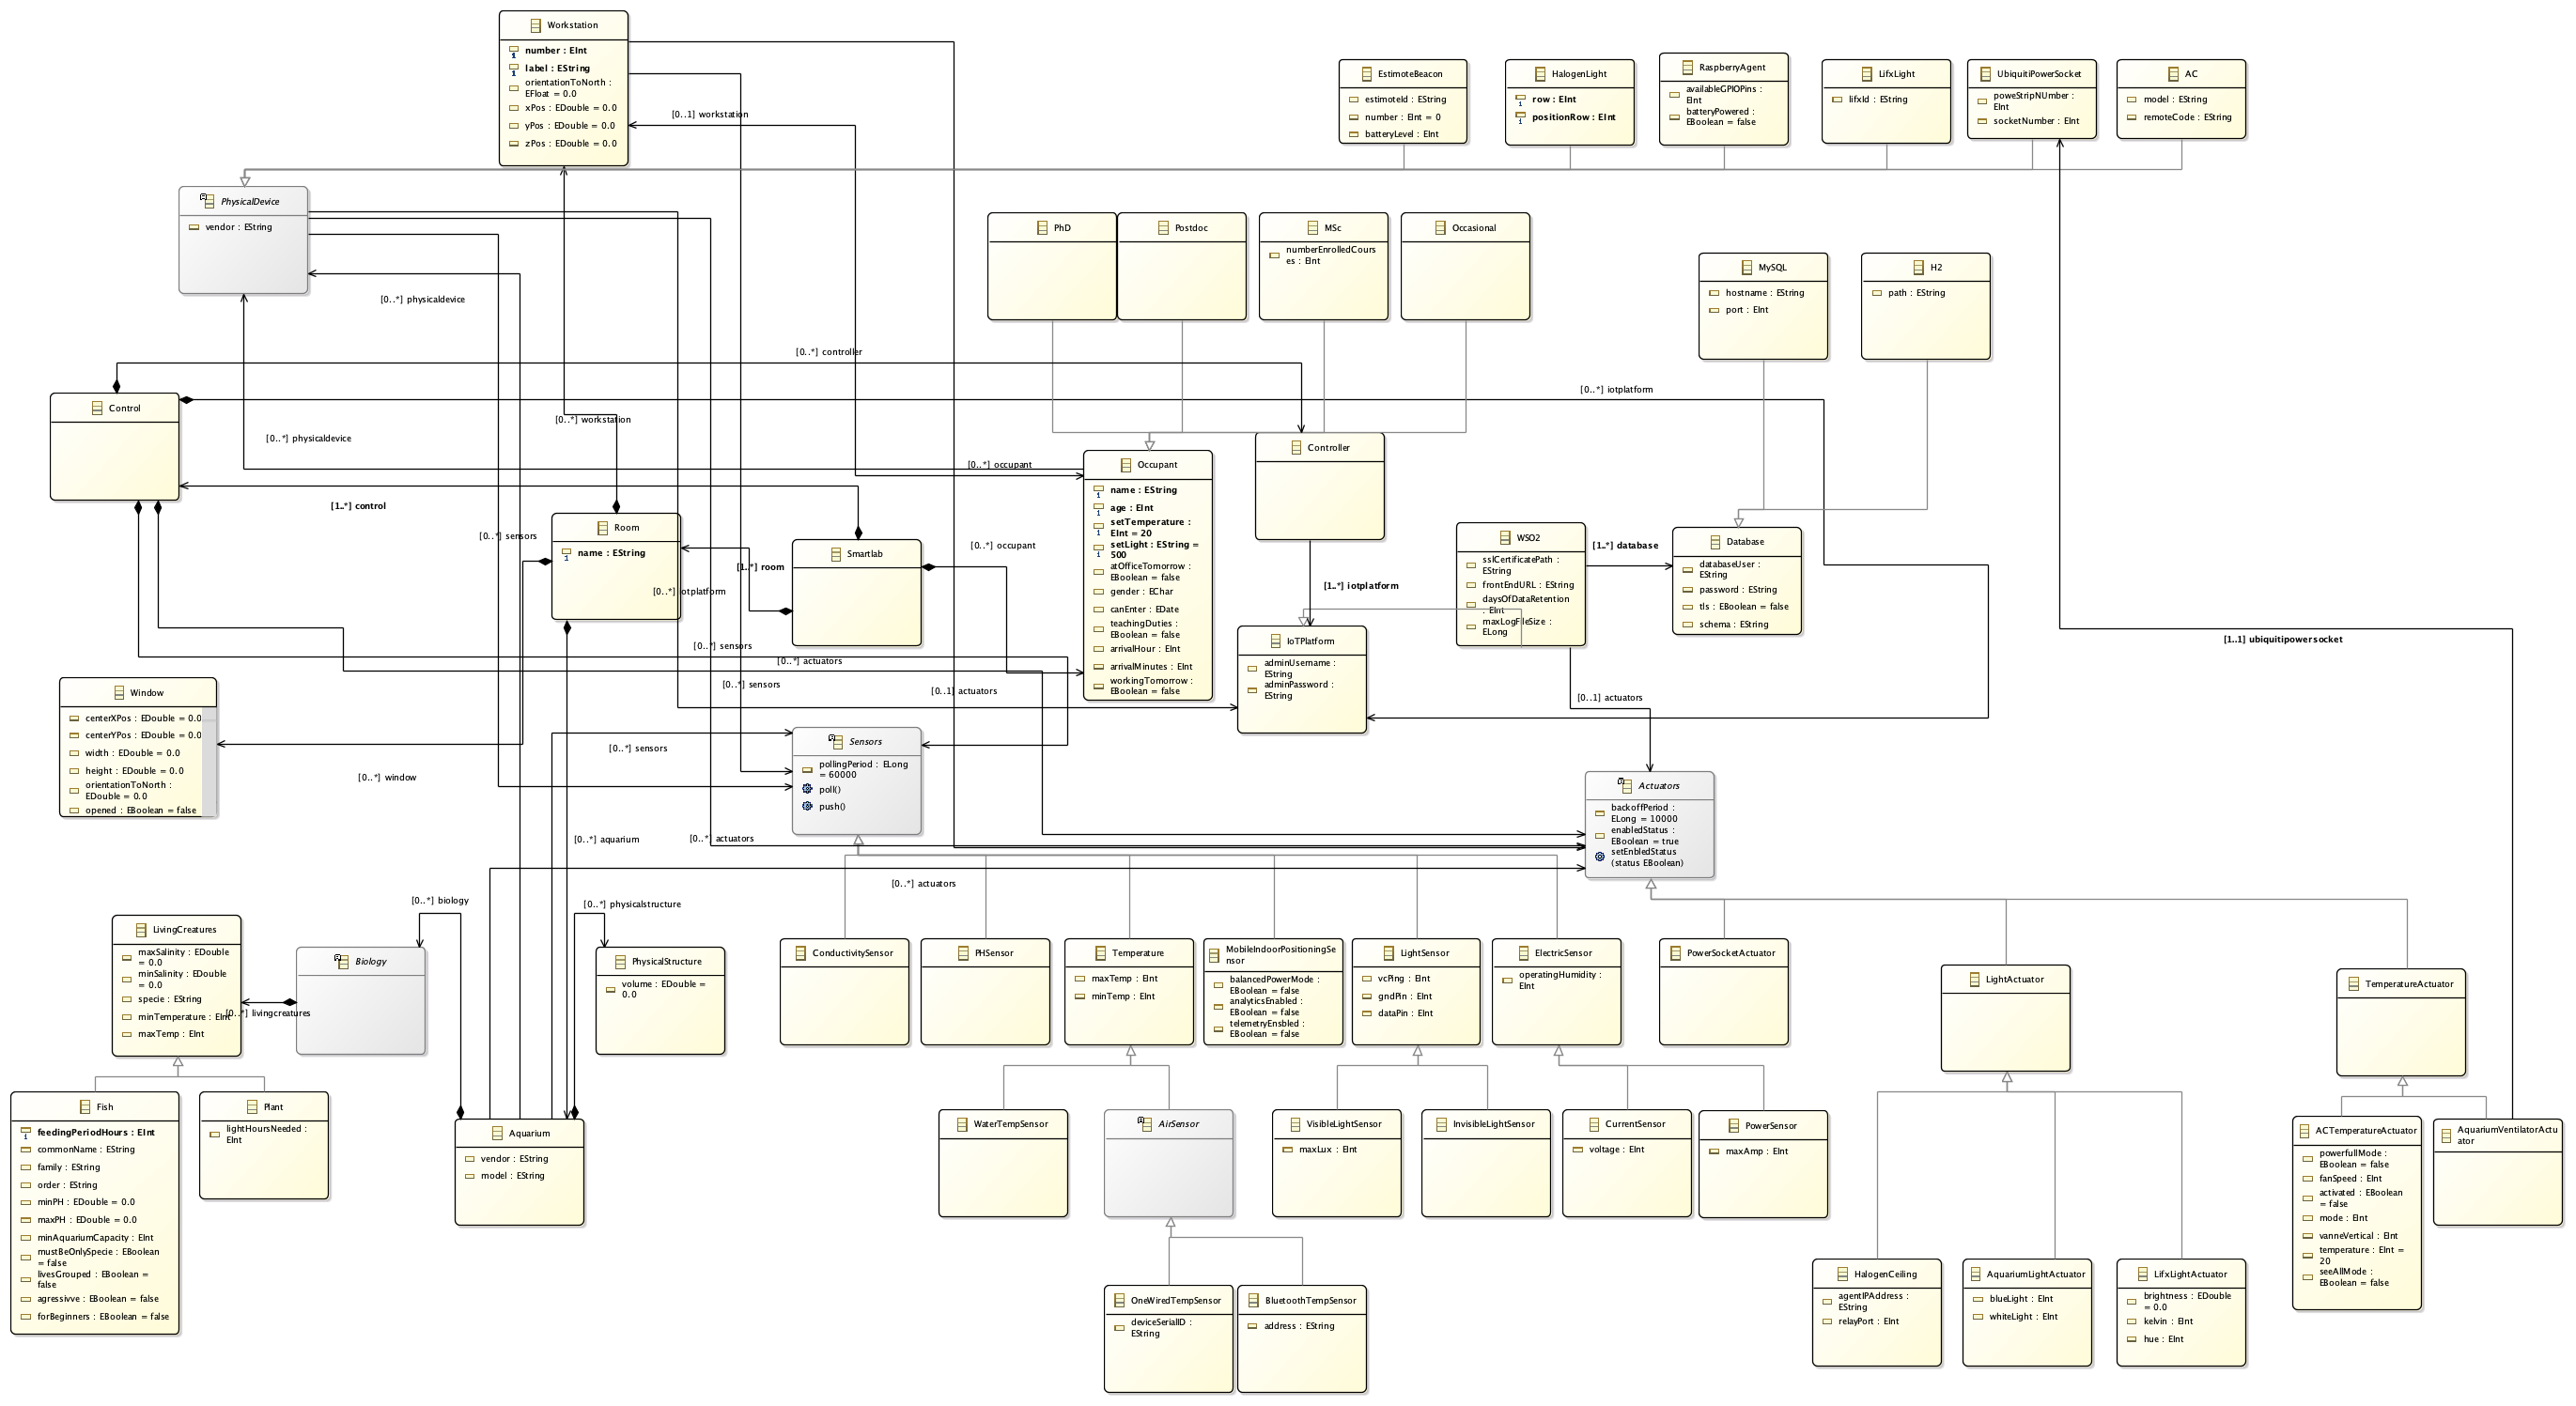 Workstation
number : EInt
label : EString
orientationToNorth :
EFloat = 0.0
xPos : EDouble = 0.0
yPos : EDouble = 0.0
zPos : EDouble = 0.0
[0..1] workstation
EstimoteBeacon
estimoteId : EString
number : EInt = 0
batteryLevel : EInt
HalogenLight
row : EInt
positionRow : EInt
RaspberryAgent
availableGPIOPins :
EInt
batteryPowered :
EBoolean = false
LifxLight
lifxId : EString
UbiquitiPowerSocket
poweStripNUmber :
EInt
socketNumber : EInt
AC
model : EString
remoteCode : EString
PhysicalDevice
vendor : EString
[0..*] physicaldevice
PhD
Postdoc
MSc
numberEnrolledCours
es : EInt
Occasional
MySQL
hostname : EString
port : EInt
H2
path : EString
[0..*] controller
[0..*] iotplatform
Control
[0..*] workstation
[0..*] physicaldevice
[0..*] occupant
Controller
Occupant
name : EString
age : EInt
setTemperature :
EInt = 20
setLight : EString =
500
atOfficeTomorrow :
EBoolean = false
gender : EChar
canEnter : EDate
teachingDuties :
EBoolean = false
arrivalHour : EInt
arrivalMinutes : EInt
workingTomorrow :
EBoolean = false
[1..*] control
[0..*] sensors
Room
name : EString
Smartlab
[0..*] occupant
[1..*] room
[0..*] iotplatform
WSO2
sslCertificatePath :
EString
frontEndURL : EString
daysOfDataRetention
: EInt
maxLogFileSize :
ELong
[1..*] database
Database
databaseUser :
EString
password : EString
tls : EBoolean = false
schema : EString
[1..*] iotplatform
IoTPlatform
adminUsername :
EString
adminPassword :
EString
[1..1] ubiquitipowersocket
[0..*] sensors
[0..*] actuators
[0..*] sensors
[0..1] actuators
[0..1] actuators
Window
centerXPos : EDouble = 0.0
centerYPos : EDouble = 0.0
width : EDouble = 0.0
height : EDouble = 0.0
orientationToNorth :
EDouble = 0.0
opened : EBoolean = false
[0..*] sensors
[0..*] window
Sensors
pollingPeriod : ELong
= 60000
poll()
push()
Actuators
backoffPeriod :
ELong = 10000
enabledStatus :
EBoolean = true
setEnbledStatus
(status EBoolean)
[0..*] aquarium
[0..*] actuators
[0..*] actuators
[0..*] biology
[0..*] physicalstructure
LivingCreatures
maxSalinity : EDouble
= 0.0
minSalinity : EDouble
= 0.0
specie : EString
minTemperature : EInt
maxTemp : EInt
Biology
[0..*] livingcreatures
PhysicalStructure
volume : EDouble =
0.0
ConductivitySensor
PHSensor
Temperature
maxTemp : EInt
minTemp : EInt
MobileIndoorPositioningSe
nsor
balancedPowerMode :
EBoolean = false
analyticsEnabled :
EBoolean = false
telemetryEnsbled :
EBoolean = false
LightSensor
vcPing : EInt
gndPin : EInt
dataPin : EInt
ElectricSensor
operatingHumidity :
EInt
PowerSocketActuator
LightActuator
TemperatureActuator
Fish
feedingPeriodHours : EInt
commonName : EString
family : EString
order : EString
minPH : EDouble = 0.0
maxPH : EDouble = 0.0
minAquariumCapacity : EInt
mustBeOnlySpecie : EBoolean
= false
livesGrouped : EBoolean =
false
agressivve : EBoolean = false
forBeginners : EBoolean = false
Plant
lightHoursNeeded :
EInt
Aquarium
vendor : EString
model : EString
WaterTempSensor
AirSensor
VisibleLightSensor
maxLux : EInt
InvisibleLightSensor
CurrentSensor
voltage : EInt
PowerSensor
maxAmp : EInt
ACTemperatureActuator
powerfullMode :
EBoolean = false
fanSpeed : EInt
activated : EBoolean
= false
mode : EInt
vanneVertical : EInt
temperature : EInt =
20
seeAllMode :
EBoolean = false
AquariumVentilatorActu
ator
OneWiredTempSensor
deviceSerialID :
EString
BluetoothTempSensor
address : EString
HalogenCeiling
agentIPAddress :
EString
relayPort : EInt
AquariumLightActuator
blueLight : EInt
whiteLight : EInt
LifxLightActuator
brightness : EDouble
= 0.0
kelvin : EInt
hue : EInt